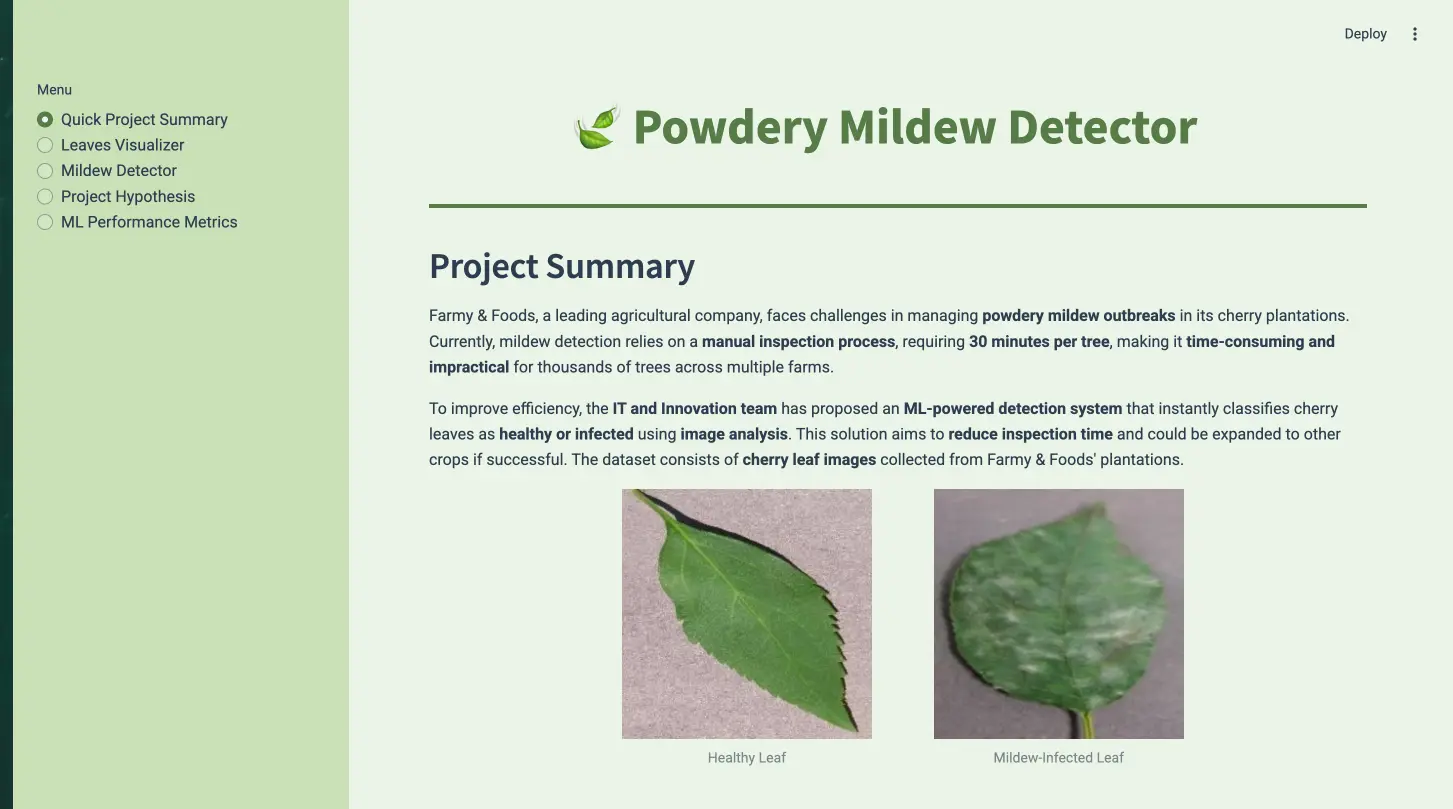 Deploy
Menu
Quick Project Summary
Leaves Visualizer
Mildew Detector
Project Hypothesis
ML Performance Metrics
Powdery Mildew Detector
Project Summary
Farmy & Foods, a leading agricultural company, faces challenges in managing powdery mildew outbreaks in its cherry plantations.
Currently, mildew detection relies on a manual inspection process, requiring 30 minutes per tree, making it time-consuming and
impractical for thousands of trees across multiple farms.
To improve efficiency, the IT and Innovation team has proposed an ML-powered detection system that instantly classifies cherry
leaves as healthy or infected using image analysis. This solution aims to reduce inspection time and could be expanded to other
crops if successful. The dataset consists of cherry leaf images collected from Farmy & Foods' plantations.
Healthy Leaf
Mildew-Infected Leaf